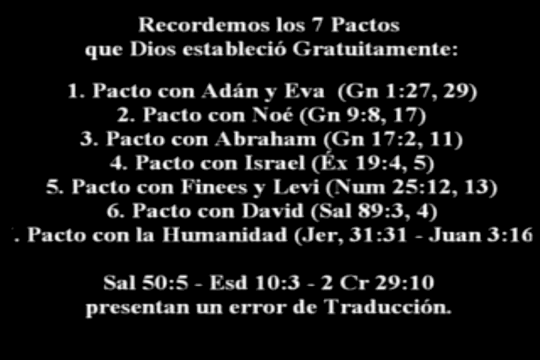 Recordemos los 7 Pactos
que Dios estableció Gratuitamente:
1. Pacto con Adán y Eva (Gn 1:27, 29)
2. Pacto con Noé (Gn 9:8, 17)
3. Pacto con Abraham (Gn 17:2, 11)
4. Pacto con Israel (Éx 19:4, 5)
5. Pacto con Finees y Levi (Num 25:12, 13)
6. Pacto con David (Sal 89:3, 4)
. Pacto con la Humanidad (Jer, 31:31 - Juan 3:16
Sal 50:5 - Esd 10:3 - 2 Cr 29:10
presentan un error de Traducción.